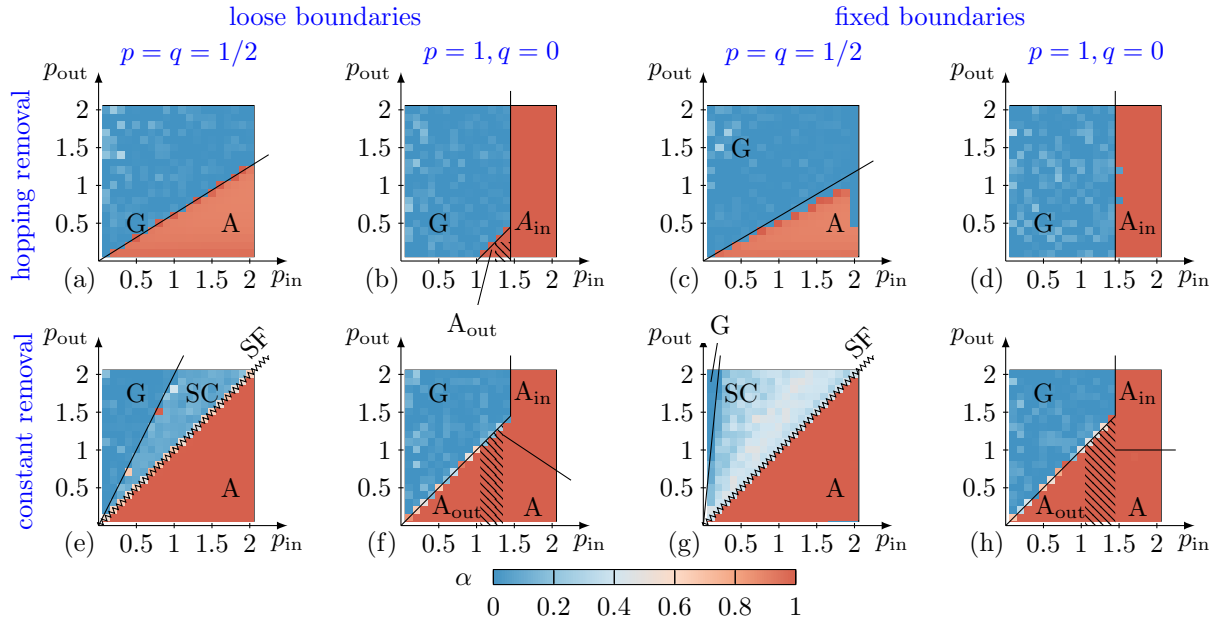 loose boundaries
fixed boundaries
p = q = 1/2
p = 1, q = 0
p = q = 1/2
p = 1, q = 0
hopping removal
p_out
2
1.5
1
0.5
G
A
(a)
0.5 1 1.5 2
p_in
p_out
2
1.5
1
0.5
G
A_in
A_out
(b)
0.5 1 1.5 2
p_in
p_out
2
1.5
1
0.5
G
A
(c)
0.5 1 1.5 2
p_in
p_out
2
1.5
1
0.5
G
A_in
(d)
0.5 1 1.5 2
p_in
constant removal
p_out
2
1.5
1
0.5
G
SC
SF
A
(e)
0.5 1 1.5 2
p_in
p_out
2
1.5
1
0.5
G
A_in
A_out
A
(f)
0.5 1 1.5 2
p_in
p_out
2
1.5
1
0.5
G
SC
SF
A
(g)
0.5 1 1.5 2
p_in
p_out
2
1.5
1
0.5
G
A_in
A_out
A
(h)
0.5 1 1.5 2
p_in
α
0 0.2 0.4 0.6 0.8 1